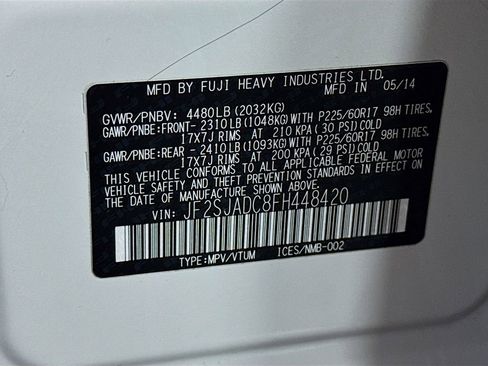 MFD BY FUJI HEAVY INDUSTRIES LTD.
MFD IN 05/14
GVWR/PNBV: 4480LB(2032KG)
GAWR/PNBE:FRONT- 2310LB(1048KG)WITH P225/60R17 98H TIRES,
17X7J RIMS AT 210 KPA(30 PSI)COLD
GAWR/PNBE:REAR - 2410LB(1093KG)WITH P225/60R17 98H TIRES,
17X7J RIMS AT 200 KPA(29 PSI)COLD
THIS VEHICLE CONFORMS TO ALL APPLICABLE FEDERAL MOTOR
VEHICLE SAFETY AND THEFT PREVENTION STANDARDS IN EFFECT ON
THE DATE OF MANUFACTURE SHOWN ABOVE.
VIN: JF2SJADC8FH448420
TYPE:MPV/VTUM ICES/NMB-002